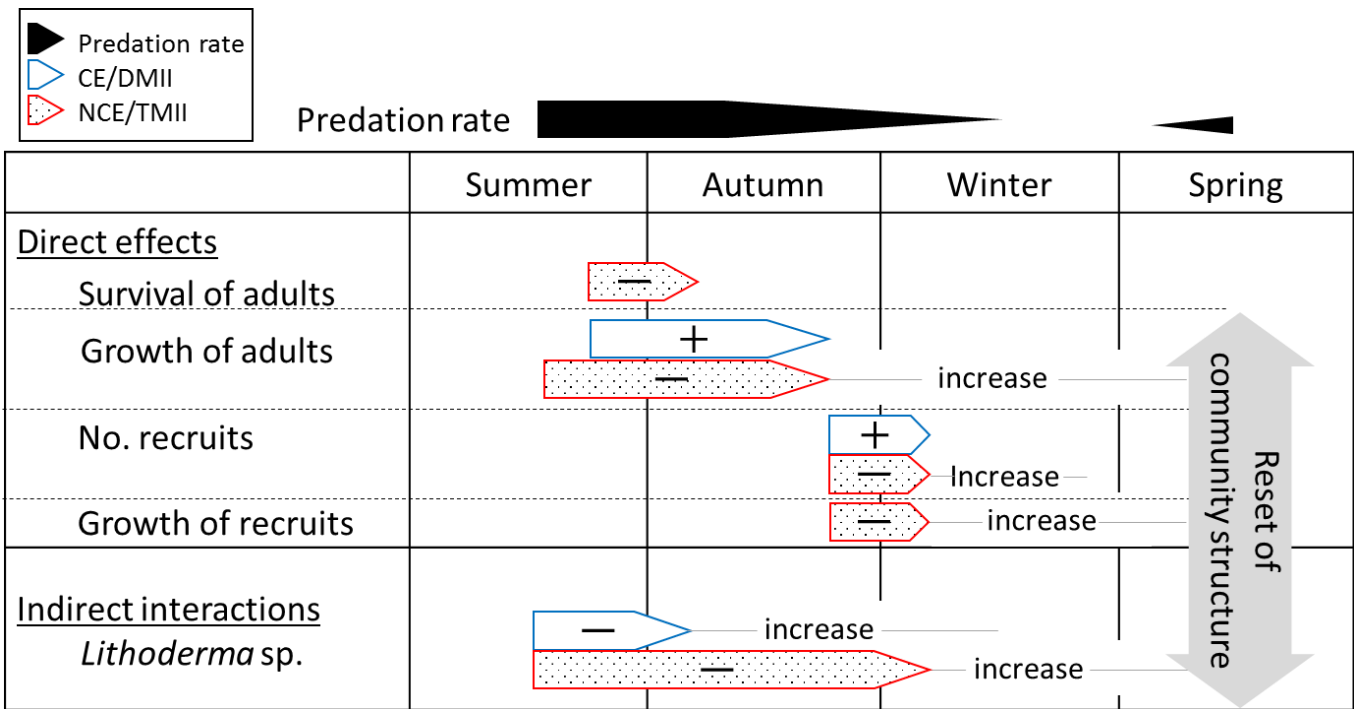 Predation rate
CE/DMII
NCE/TMII
Predation rate
Summer
Autumn
Winter
Spring
Direct effects
Survival of adults
−
Growth of adults
+
−
increase
No. recruits
+
−
Increase
Growth of recruits
−
increase
Reset of
community structure
Indirect interactions
−
increase
Lithoderma sp.
−
increase